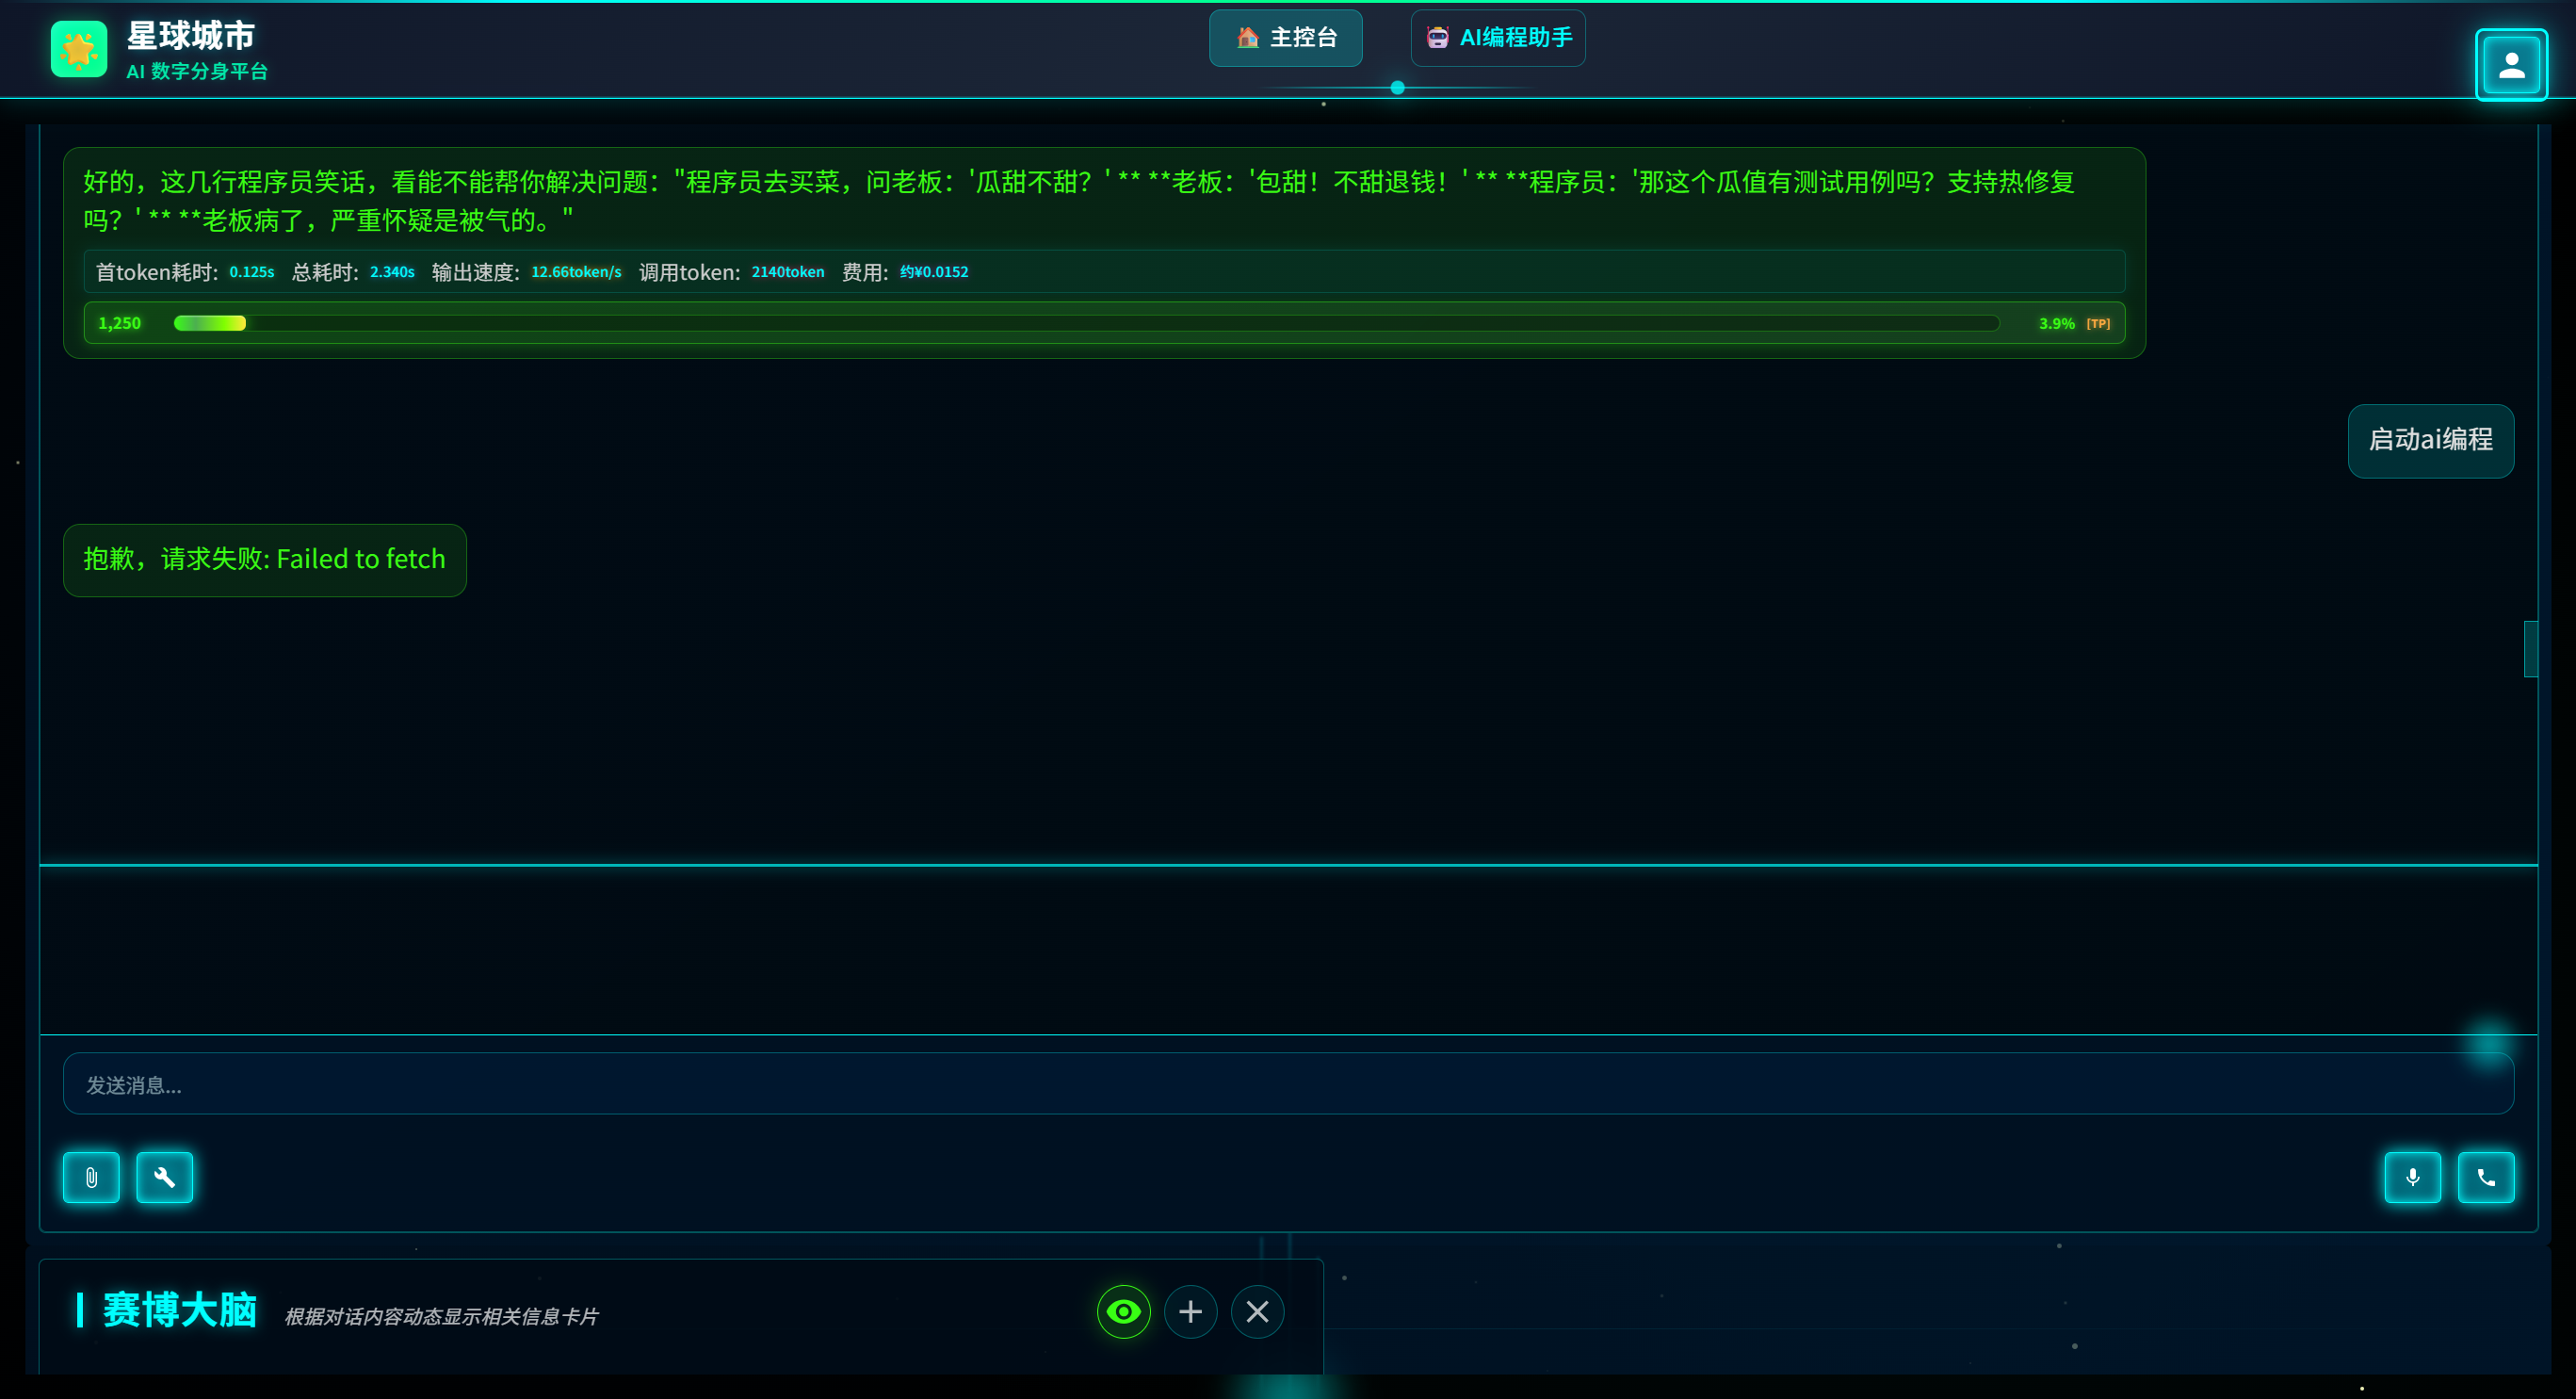 星球城市
AI 数字分身平台
主控台
AI编程助手
好的，这几行程序员笑话，看能不能帮你解决问题："程序员去买菜，问老板：'瓜甜不甜？' ** **老板：'包甜！不甜退钱！' ** **程序员：'那这个瓜值有测试用例吗？支持热修复
吗？' ** **老板病了，严重怀疑是被气的。"
首token耗时: 0.125s 总耗时: 2.340s 输出速度: 12.66token/s 调用token: 2140token 费用: 约¥0.0152
1,250 3.9% [TP]
启动ai编程
抱歉，请求失败: Failed to fetch
发送消息...
赛博大脑 根据对话内容动态显示相关信息卡片